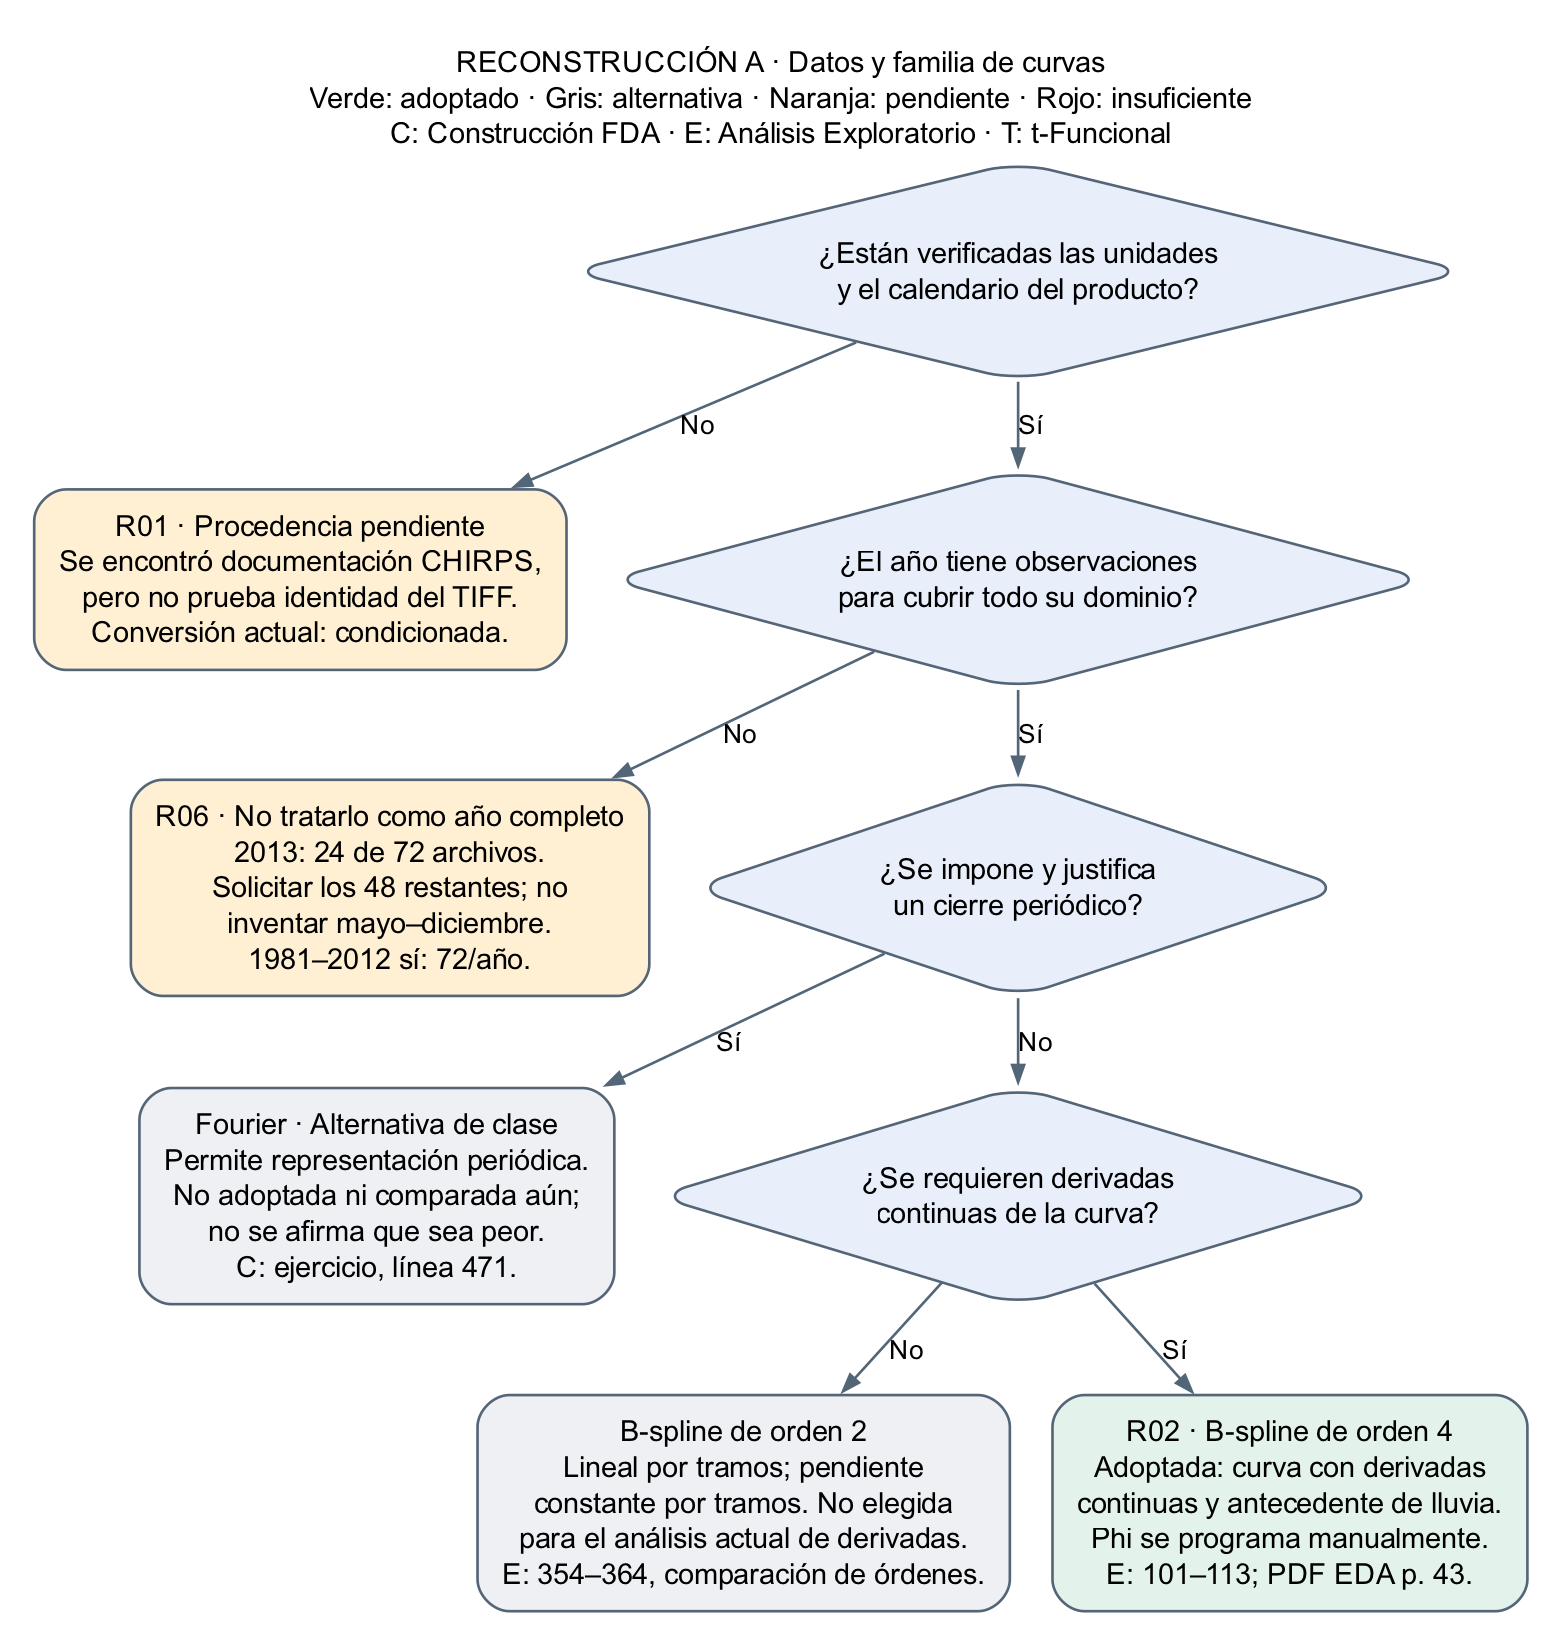 RECONSTRUCCIÓN A · Datos y familia de curvas
Verde: adoptado · Gris: alternativa · Naranja: pendiente · Rojo: insuficiente
C: Construcción FDA · E: Análisis Exploratorio · T: t-Funcional
¿Están verificadas las unidades
y el calendario del producto?
No
Sí
R01 · Procedencia pendiente
Se encontró documentación CHIRPS,
pero no prueba identidad del TIFF.
Conversión actual: condicionada.
¿El año tiene observaciones
para cubrir todo su dominio?
No
Sí
R06 · No tratarlo como año completo
2013: 24 de 72 archivos.
Solicitar los 48 restantes; no
inventar mayo–diciembre.
1981–2012 sí: 72/año.
¿Se impone y justifica
un cierre periódico?
Sí
No
Fourier · Alternativa de clase
Permite representación periódica.
No adoptada ni comparada aún;
no se afirma que sea peor.
C: ejercicio, línea 471.
¿Se requieren derivadas
continuas de la curva?
No
Sí
B-spline de orden 2
Lineal por tramos; pendiente
constante por tramos. No elegida
para el análisis actual de derivadas.
E: 354–364, comparación de órdenes.
R02 · B-spline de orden 4
Adoptada: curva con derivadas
continuas y antecedente de lluvia.
Phi se programa manualmente.
E: 101–113; PDF EDA p. 43.